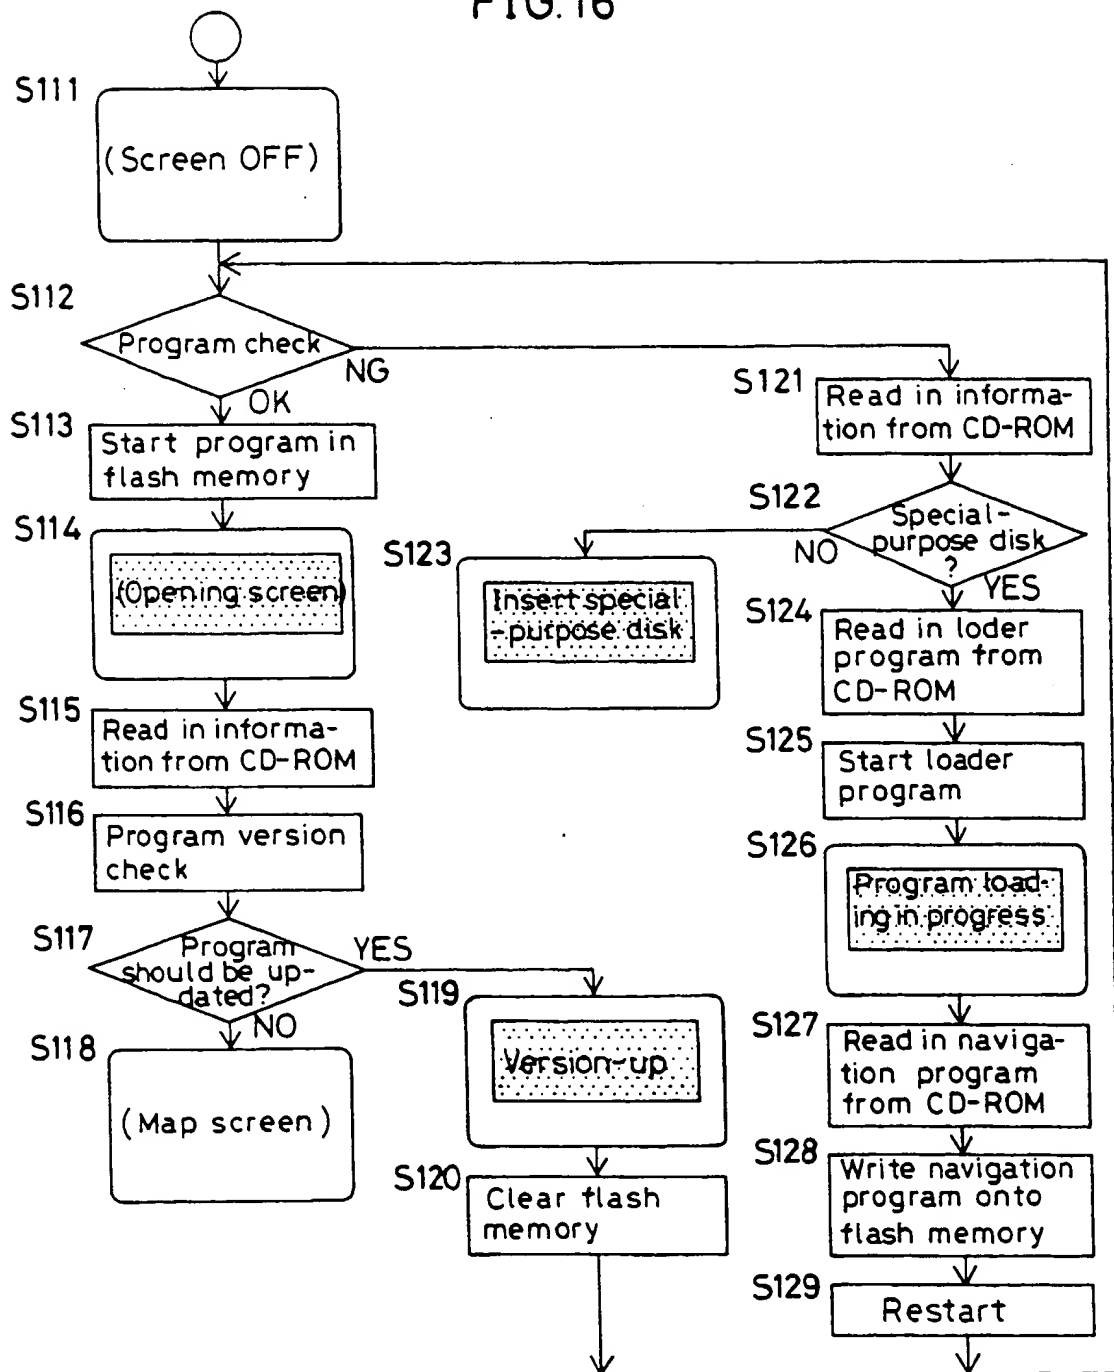 FIG. 16
S111
(Screen OFF)
S112
Program check
NG
OK
S113
Start program in
flash memory
S114
(Opening screen)
S115
Read in informa-
tion from CD-ROM
S116
Program version
check
S117
Program
should be up-
dated?
YES
NO
S118
(Map screen)
S119
Version-up
S120
Clear flash
memory
S121
Read in informa-
tion from CD-ROM
S122
Special-
purpose disk
?
NO
YES
S123
Insert special
-purpose disk
S124
Read in loder
program from
CD-ROM
S125
Start loader
program
S126
Program load-
ing in progress
S127
Read in naviga-
tion program
from CD-ROM
S128
Write navigation
program onto
flash memory
S129
Restart